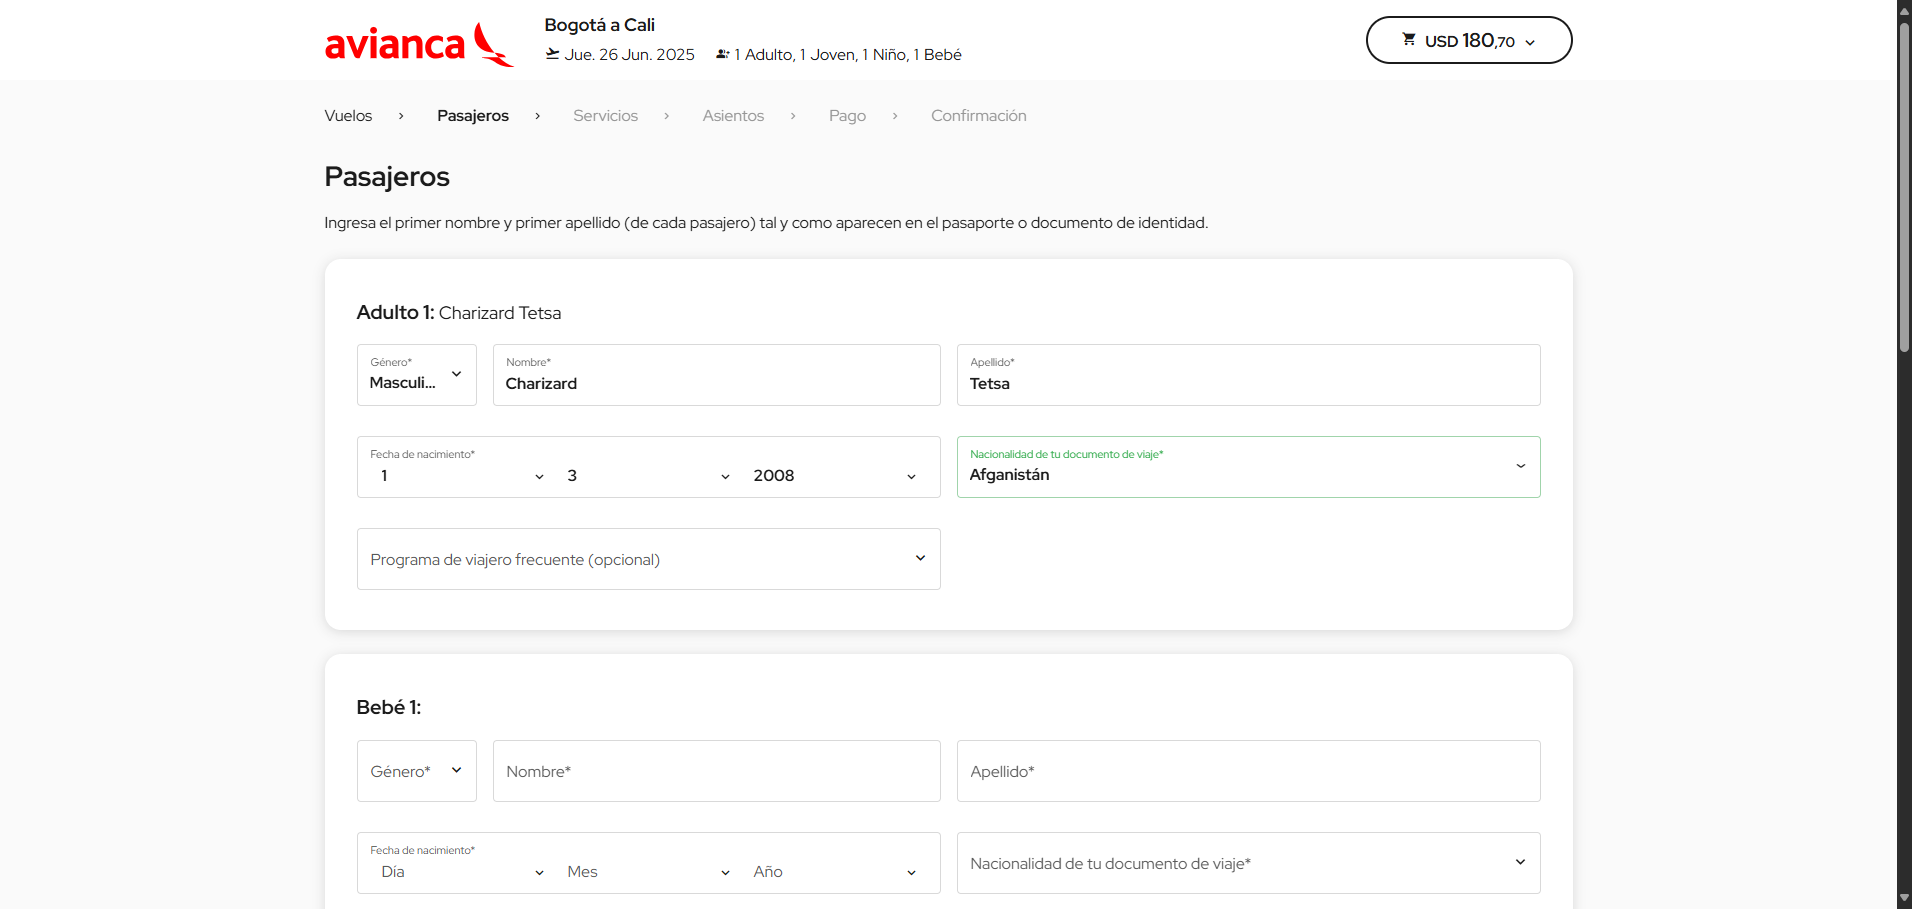 avianca
Bogotá a Cali
Jue. 26 Jun. 2025 1 Adulto, 1 Joven, 1 Niño, 1 Bebé
USD 180,70
Vuelos › Pasajeros › Servicios › Asientos › Pago › Confirmación
Pasajeros
Ingresa el primer nombre y primer apellido (de cada pasajero) tal y como aparecen en el pasaporte o documento de identidad.
Adulto 1: Charizard Tetsa
Género* Nombre* Apellido*
Masculi... Charizard Tetsa
Fecha de nacimiento* Nacionalidad de tu documento de viaje*
1 3 2008 Afganistán
Programa de viajero frecuente (opcional)
Bebé 1:
Género* Nombre* Apellido*
Fecha de nacimiento*
Día Mes Año Nacionalidad de tu documento de viaje*